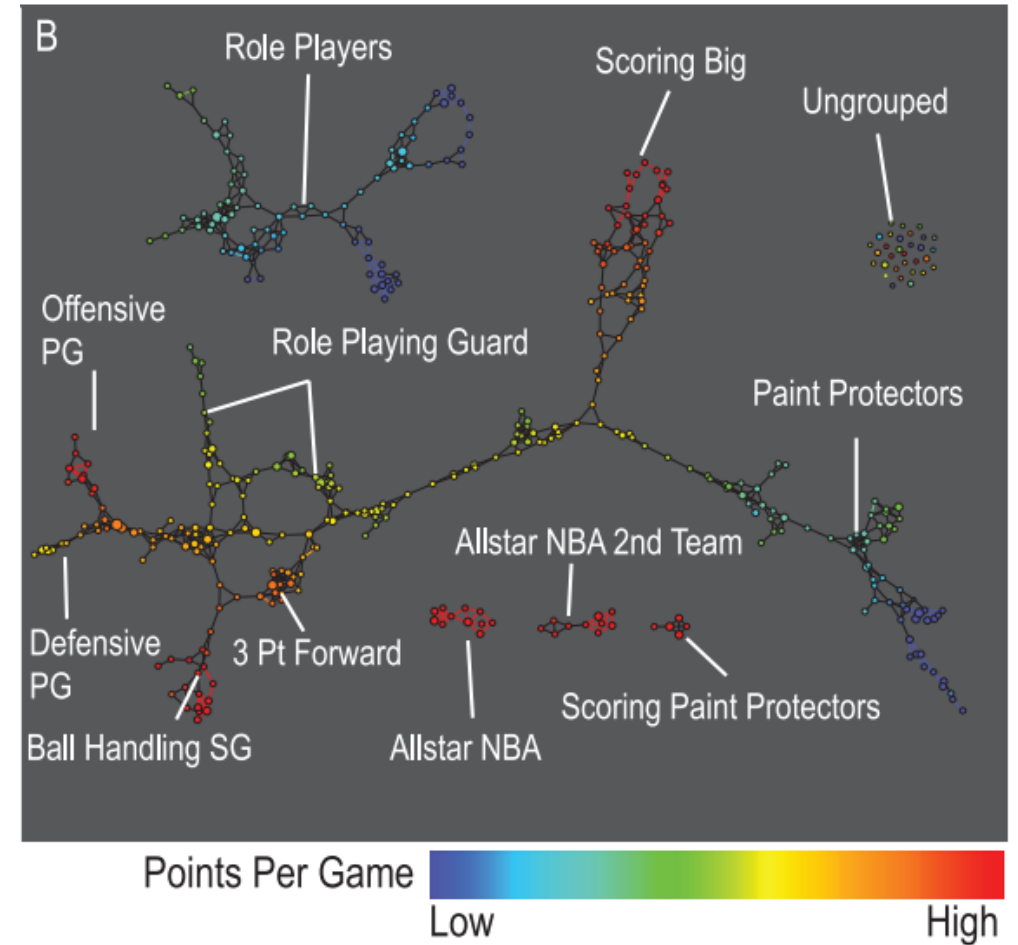 B
Role Players
Scoring Big
Ungrouped
Offensive
PG
Role Playing Guard
Paint Protectors
Allstar NBA 2nd Team
Defensive
PG
3 Pt Forward
Scoring Paint Protectors
Ball Handling SG
Allstar NBA
Points Per Game
Low
High